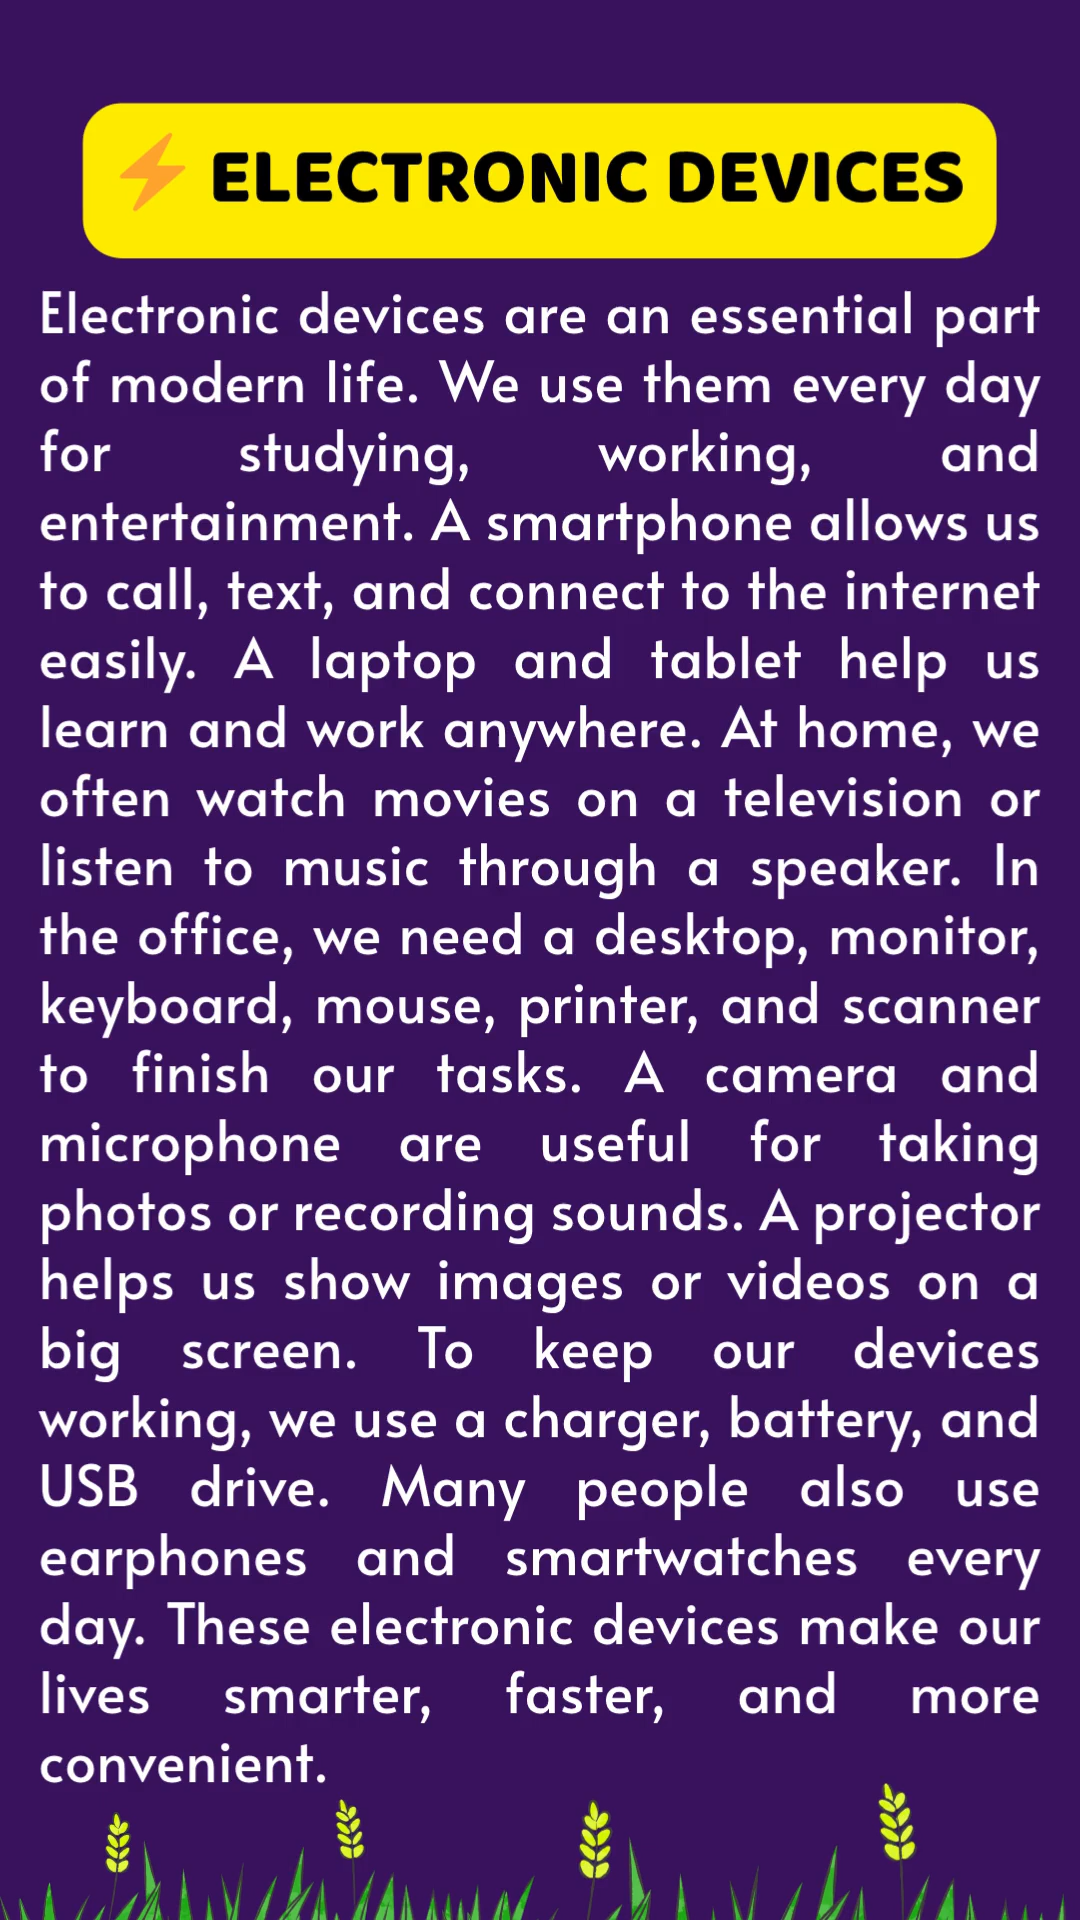 ⚡ ELECTRONIC DEVICES
Electronic devices are an essential part
of modern life. We use them every day
for studying, working, and
entertainment. A smartphone allows us
to call, text, and connect to the internet
easily. A laptop and tablet help us
learn and work anywhere. At home, we
often watch movies on a television or
listen to music through a speaker. In
the office, we need a desktop, monitor,
keyboard, mouse, printer, and scanner
to finish our tasks. A camera and
microphone are useful for taking
photos or recording sounds. A projector
helps us show images or videos on a
big screen. To keep our devices
working, we use a charger, battery, and
USB drive. Many people also use
earphones and smartwatches every
day. These electronic devices make our
lives smarter, faster, and more
convenient.